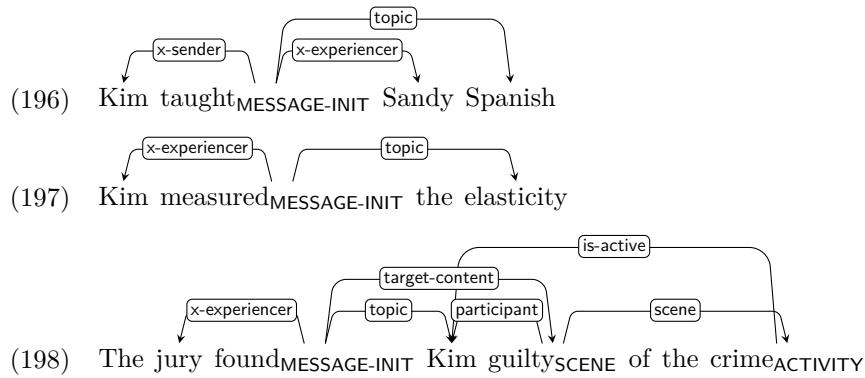 topic
x-sender x-experiencer
(196) Kim taughtMESSAGE-INIT Sandy Spanish
x-experiencer topic
(197) Kim measuredMESSAGE-INIT the elasticity
is-active
target-content
x-experiencer topic participant scene
(198) The jury foundMESSAGE-INIT Kim guiltySCENE of the crimeACTIVITY